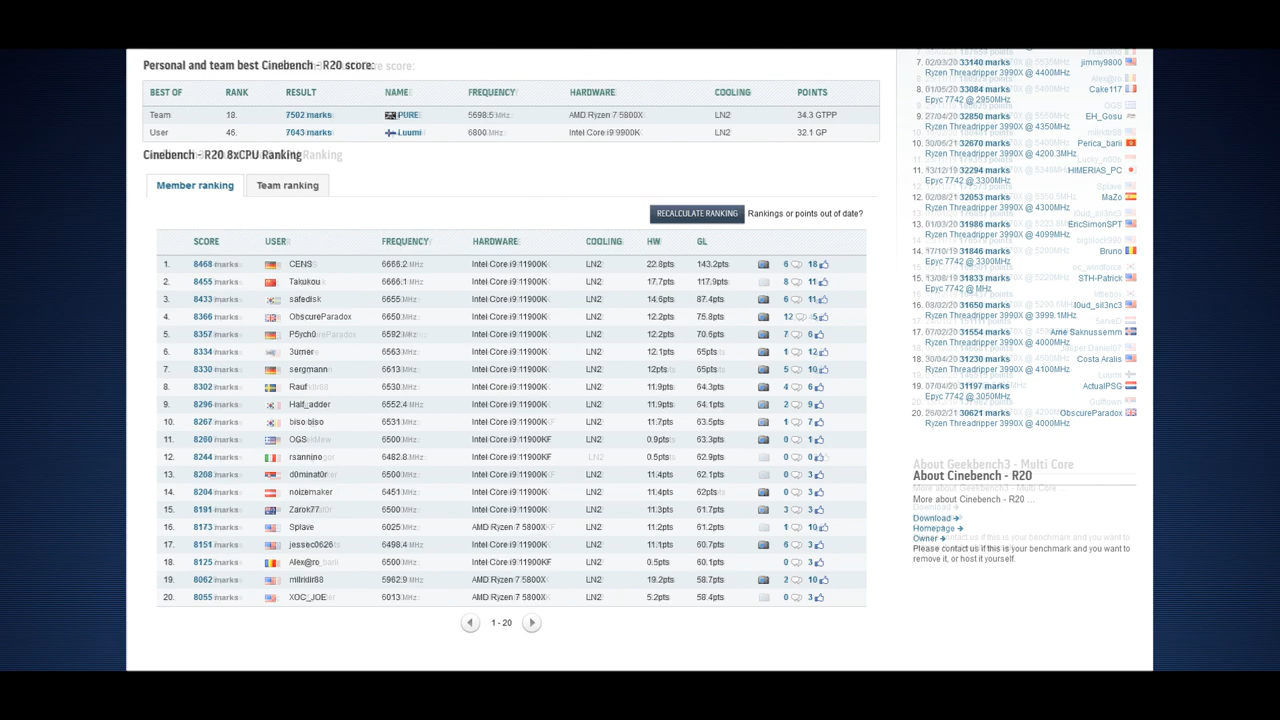 Personal and team best Cinebench - R20 score:
BEST OF RANK RESULT NAME FREQUENCY HARDWARE COOLING POINTS
Team 18. 7502 marks PURE 5698.5 MHz AMD Ryzen 7 5800X LN2 34.3 GTPP
User 46. 7043 marks Luumi 6800 MHz Intel Core i9 9900K LN2 32.1 GP
Cinebench - R20 8xCPU Ranking
Member ranking Team ranking
RECALCULATE RANKING Rankings or points out of date?
SCORE USER FREQUENCY HARDWARE COOLING HW GL
1. 8468 marks CENS MHz Intel Core i9 11900K LN2 22.8pts 143.2pts 6 18
2. 8455 marks Takukou MHz Intel Core i9 11900K LN2 117.9pts 8 11
3. 8433 marks safedisk 6655 MHz Intel Core i9 11900K LN2 14.6pts 87.4pts 6 11
4. 8366 marks ObscureParadox 6650 MHz Intel Core i9 11900K LN2 12.2pts 75.8pts 12
5. 8357 marks 6592 MHz Intel Core i9 11900K LN2 12.2pts 70.6pts 7 6
6. 8334 marks 3urner 6563 MHz Intel Core i9 11900K LN2 12.1pts 65pts 1 12
7. 8330 marks sergmann 6613 MHz Intel Core i9 11900K LN2 12pts 65pts 5 10
8. 8302 marks Rauf 6530 MHz Intel Core i9 11900K LN2 11.9pts 64.3pts 4 6
9. 8296 marks Half_adder 6552.4 MHz Intel Core i9 11900K LN2 11.9pts 64.1pts 2 9
10. 8267 marks biso biso 6531 MHz Intel Core i9 11900K LN2 11.9pts 63.5pts 1 7
11. 8260 marks OGS 6500 MHz Intel Core i9 11900KF LN2 0.9pts 63.3pts 0 1
12. 8244 marks rsannino 6482.8 MHz Intel Core i9 11900KF LN2 0.5pts 62.9pts 0 0
13. 8208 marks d0minat0r 6500 MHz Intel Core i9 11900K LN2 11.4pts 62.1pts 0 3
14. 8204 marks noizemaker 6451 MHz Intel Core i9 11900K LN2 11.4pts 62pts 0 3
15. 8191 marks Zarok77 6500 MHz Intel Core i9 11900K LN2 11.3pts 61.7pts 3 3
16. 8173 marks Splave 6025 MHz AMD Ryzen 7 5800X LN2 11.2pts 61.2pts 1 10
17. 8151 marks jessec0626 6498.4 MHz Intel Core i9 11900K LN2 11.1pts 60.7pts 6 3
18. 8125 marks Alex@ro 6500 MHz Intel Core i9 11900KF LN2 0.5pts 60.1pts 0 3
19. 8062 marks mllrkllr88 5962.9 MHz AMD Ryzen 7 5800X LN2 19.2pts 58.7pts 2 10
20. 8055 marks XOC_JOE 6013 MHz AMD Ryzen 7 5800X LN2 5.2pts 58.4pts 0 3
1 - 20
7. 02/03/20 33140 marks jimmy9800
Ryzen Threadripper 3990X @ 4400MHz
8. 01/05/20 33084 marks Cake117
Epyc 7742 @ 2950MHz
9. 27/04/20 32850 marks EH_Gosu
Ryzen Threadripper 3990X @ 4350MHz
10. 30/06/21 32670 marks Perica_barii
Ryzen Threadripper 3990X @ 4200.3MHz
11. 13/12/19 32294 marks HIMERIAS_PC
Epyc 7742 @ 3300MHz
12. 02/08/21 32053 marks MaZo
Ryzen Threadripper 3990X @ 4300MHz
13. 01/03/20 31986 marks EricSimonSPT
Ryzen Threadripper 3990X @ 4099MHz
14. 17/10/19 31846 marks Bruno
Epyc 7742 @ 3300MHz
15. 13/08/19 31833 marks STH-Patrick
Epyc 7742 @ MHz
16. 08/02/20 31650 marks l0ud_sil3nc3
Ryzen Threadripper 3990X @ 3999.1MHz
17. 07/02/20 31554 marks Arne Saknussemm
Ryzen Threadripper 3990X @ 4000MHz
18. 30/04/20 31230 marks Costa Aralis
Ryzen Threadripper 3990X @ 4100MHz
19. 07/04/20 31197 marks ActualPSG
Epyc 7742 @ 3050MHz
20. 26/02/21 30621 marks ObscureParadox
Ryzen Threadripper 3990X @ 4000MHz
About Geekbench3 - Multi Core
About Cinebench - R20
More about Geekbench3 - Multi Core ...
More about Cinebench - R20 ...
Download
Download
Homepage
Owner
Please contact us if this is your benchmark and you want to
remove it, or host it yourself.